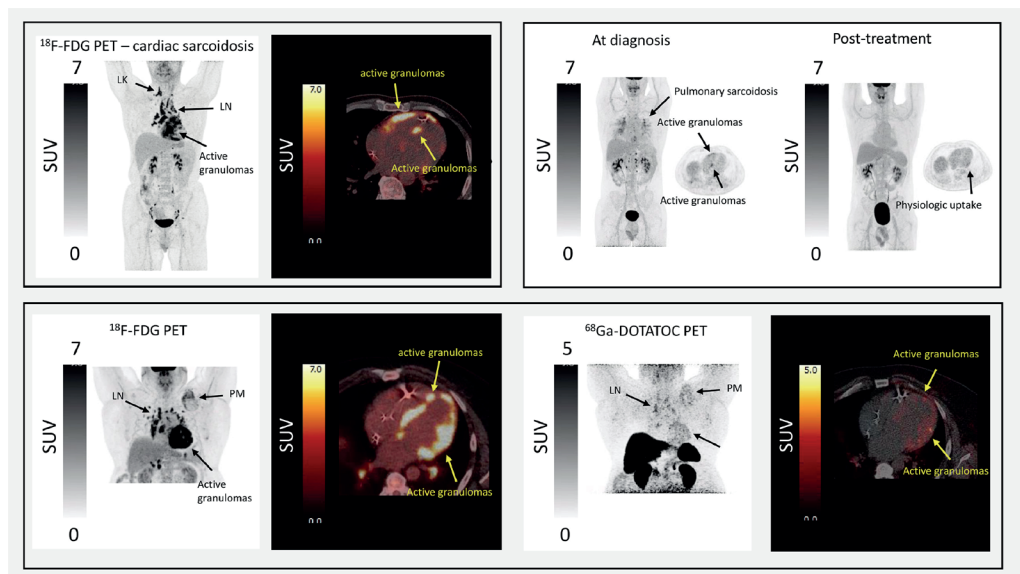 ¹⁸F-FDG PET – cardiac sarcoidosis
7
SUV
0
LK
LN
Active
granulomas
7.0
SUV
0.0
active granulomas
Active granulomas
At diagnosis
7
SUV
0
Pulmonary sarcoidosis
Active granulomas
Active granulomas
Post-treatment
7
SUV
0
Physiologic uptake
¹⁸F-FDG PET
7
SUV
0
LN
PM
Active
granulomas
7.0
SUV
0.0
active granulomas
Active granulomas
⁶⁸Ga-DOTATOC PET
5
SUV
0
LN
PM
5.0
SUV
0.0
Active granulomas
Active granulomas